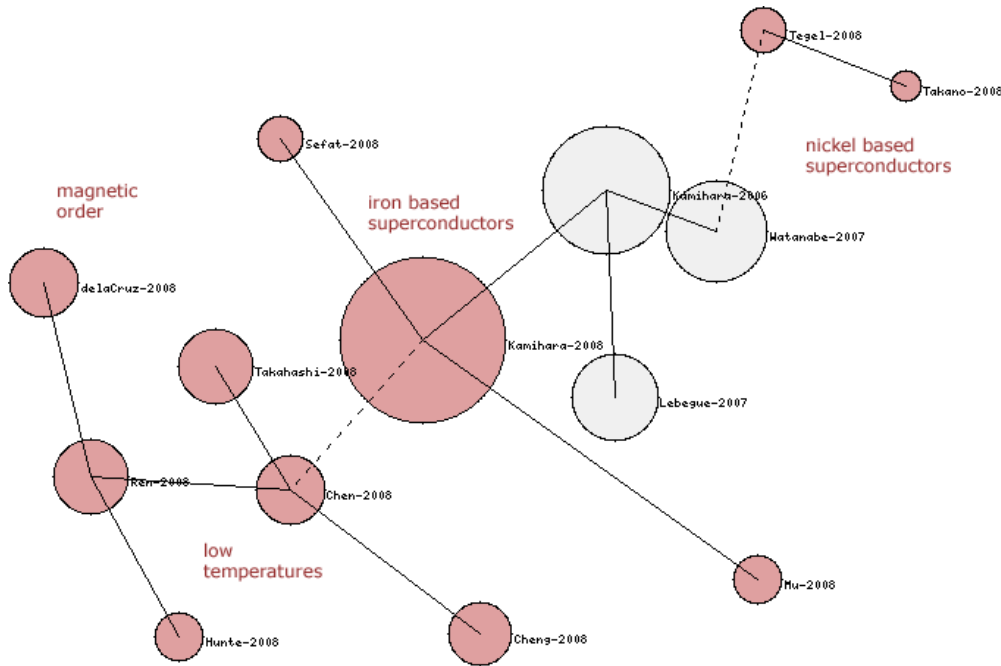 Tegel-2008
Takano-2008
Sefat-2008
nickel based
superconductors
magnetic
order
iron based
superconductors
Kamihara-2006
Watanabe-2007
delaCruz-2008
Kamihara-2008
Takahashi-2008
Lebegue-2007
Ren-2008
Chen-2008
low
temperatures
Mu-2008
Hunte-2008
Cheng-2008